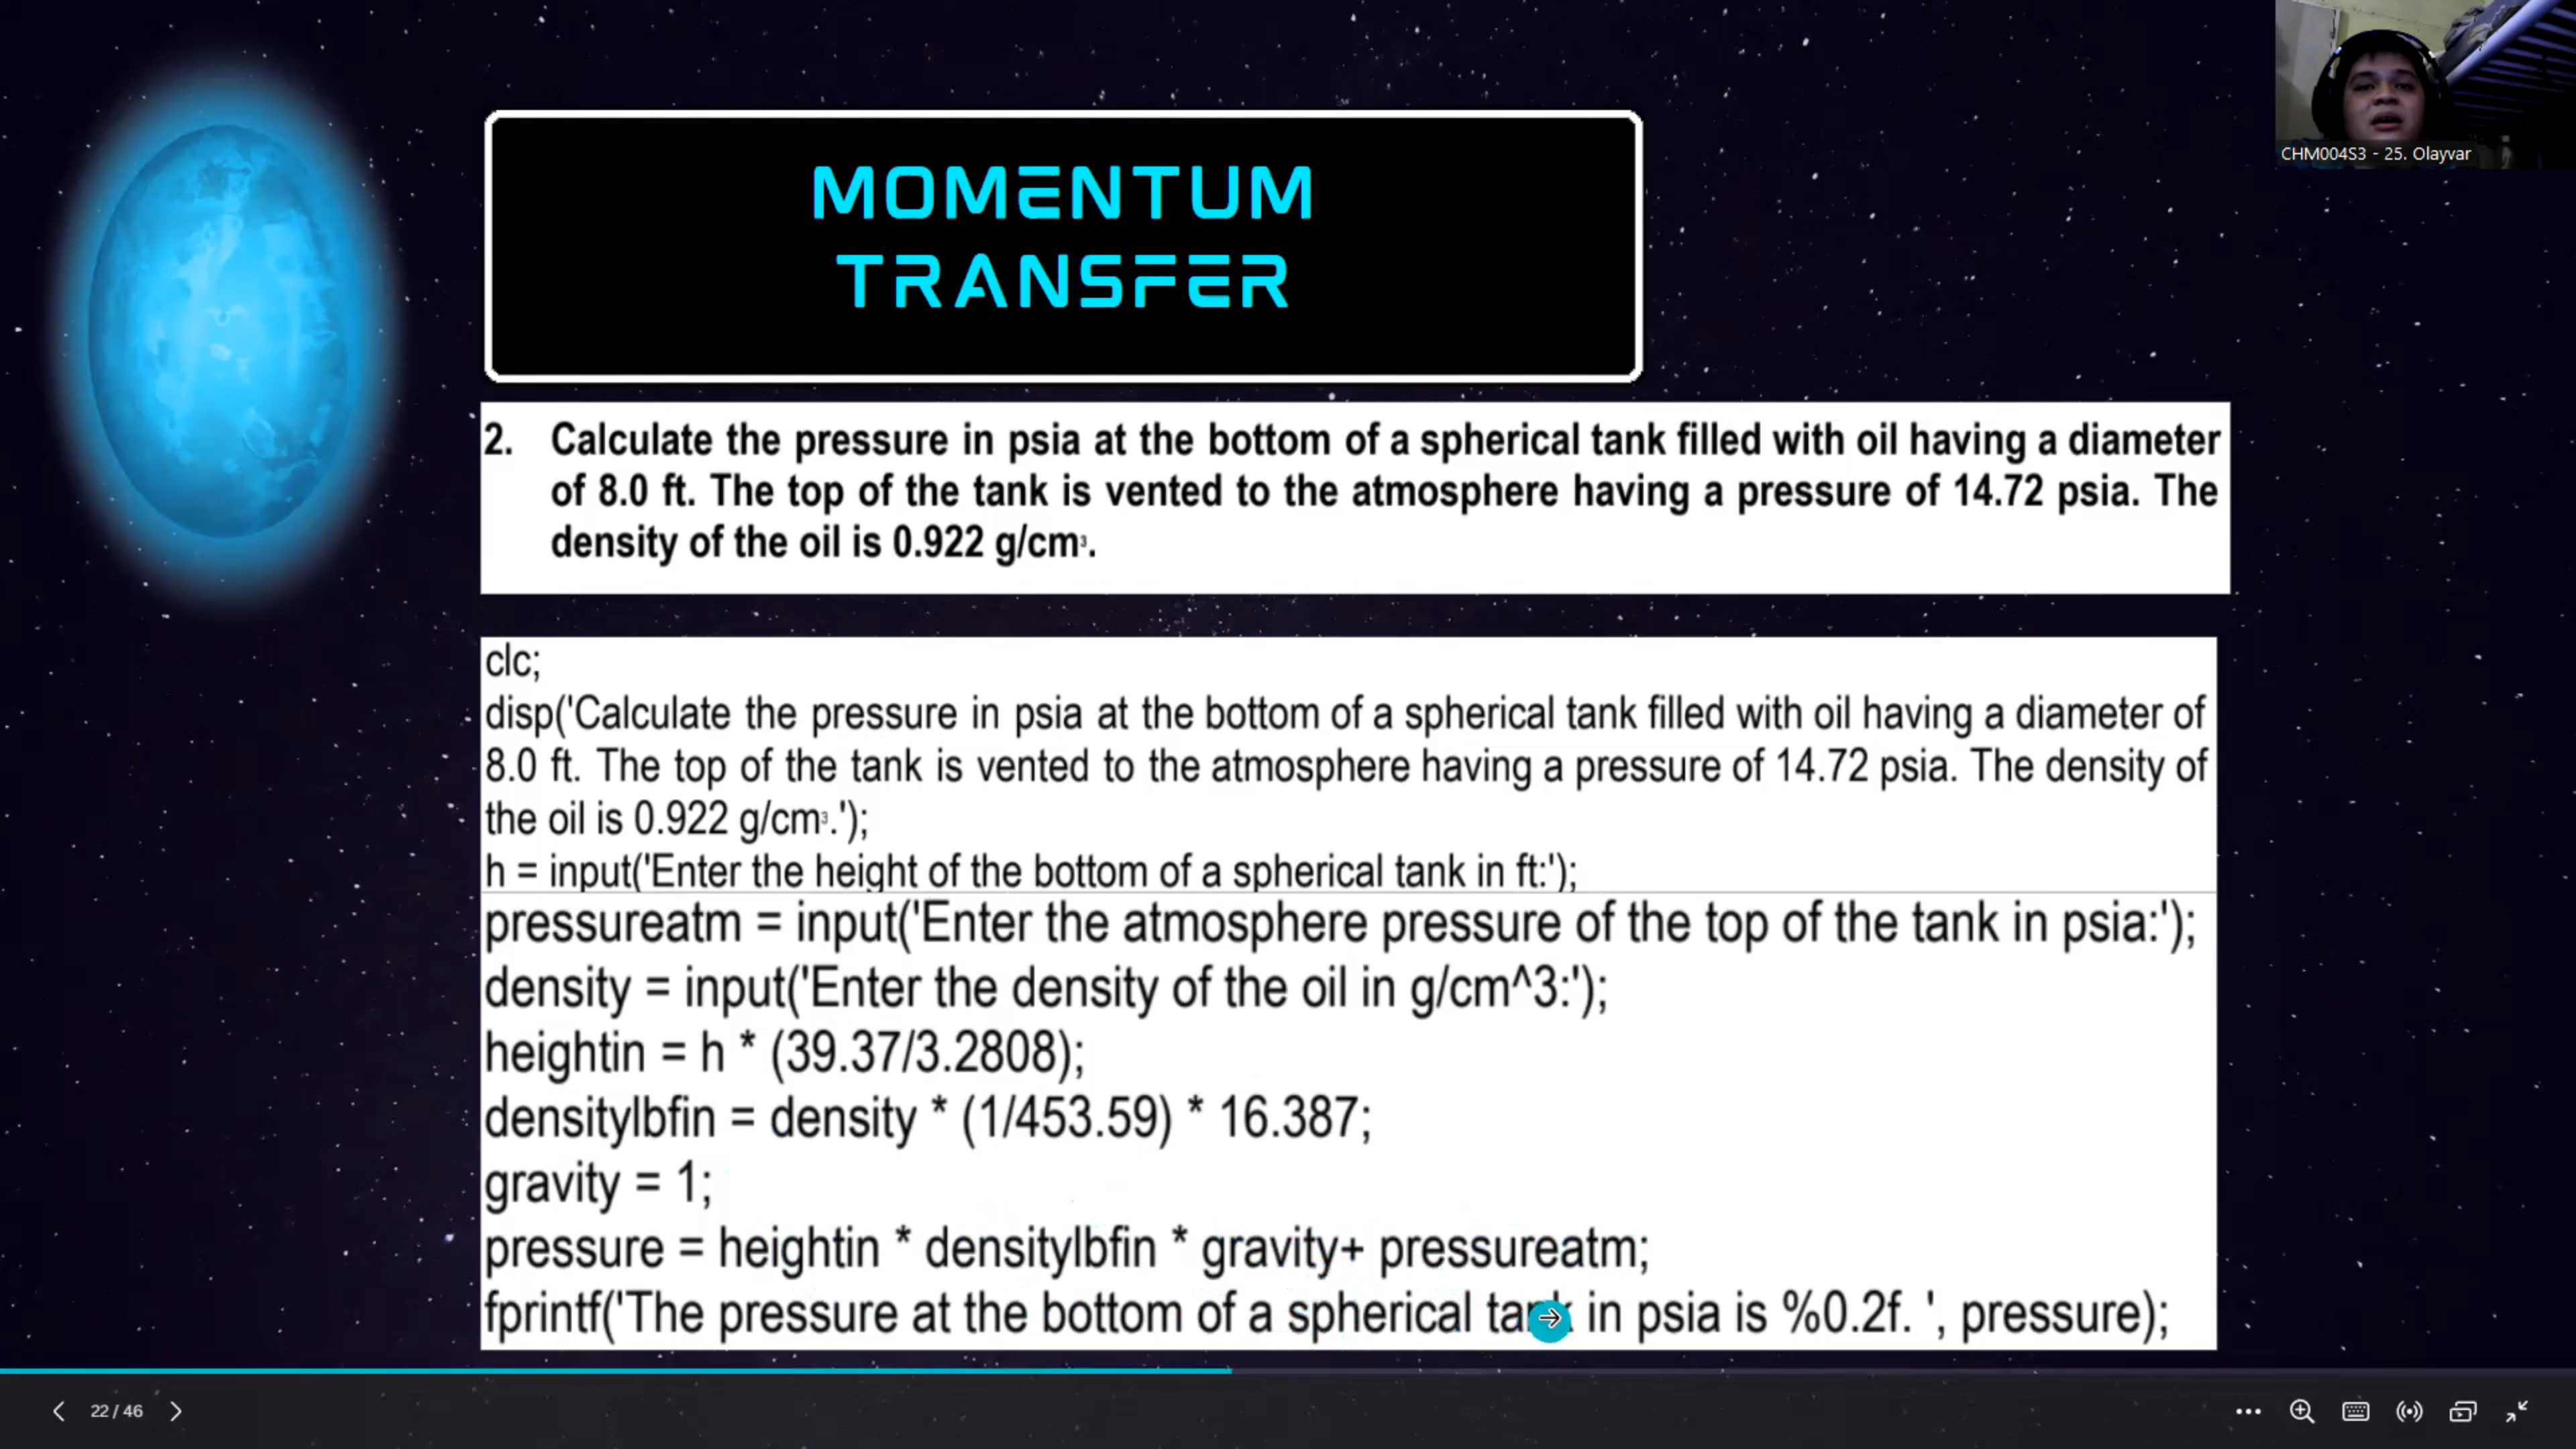 CHM004S3 - 25. Olayvar
MOMENTUM
TRANSFER
2. Calculate the pressure in psia at the bottom of a spherical tank filled with oil having a diameter
of 8.0 ft. The top of the tank is vented to the atmosphere having a pressure of 14.72 psia. The
density of the oil is 0.922 g/cm³.
clc;
disp('Calculate the pressure in psia at the bottom of a spherical tank filled with oil having a diameter of
8.0 ft. The top of the tank is vented to the atmosphere having a pressure of 14.72 psia. The density of
the oil is 0.922 g/cm³.');
h = input('Enter the height of the bottom of a spherical tank in ft:');
pressureatm = input('Enter the atmosphere pressure of the top of the tank in psia:');
density = input('Enter the density of the oil in g/cm^3:');
heightin = h * (39.37/3.2808);
densitylbfin = density * (1/453.59) * 16.387;
gravity = 1;
pressure = heightin * densitylbfin * gravity+ pressureatm;
fprintf('The pressure at the bottom of a spherical tank in psia is %0.2f. ', pressure);
22 / 46